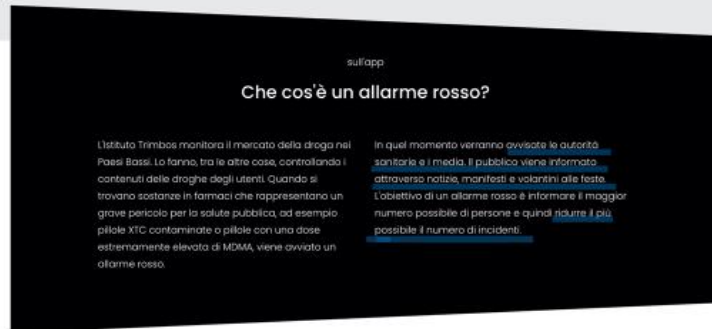 sull'app
Che cos'è un allarme rosso?
L'Istituto Trimbos monitora il mercato della droga nei
Paesi Bassi. Lo fanno, tra le altre cose, controllando i
contenuti delle droghe degli utenti. Quando si
trovano sostanze in farmaci che rappresentano un
grave pericolo per la salute pubblica, ad esempio
pillole XTC contaminate o pillole con una dose
estremamente elevata di MDMA, viene avviato un
allarme rosso.
In quel momento verranno avvisate le autorità
sanitarie e i media. Il pubblico viene informato
attraverso notizie, manifesti e volantini alle feste.
L'obiettivo di un allarme rosso è informare il maggior
numero possibile di persone e quindi ridurre il più
possibile il numero di incidenti.